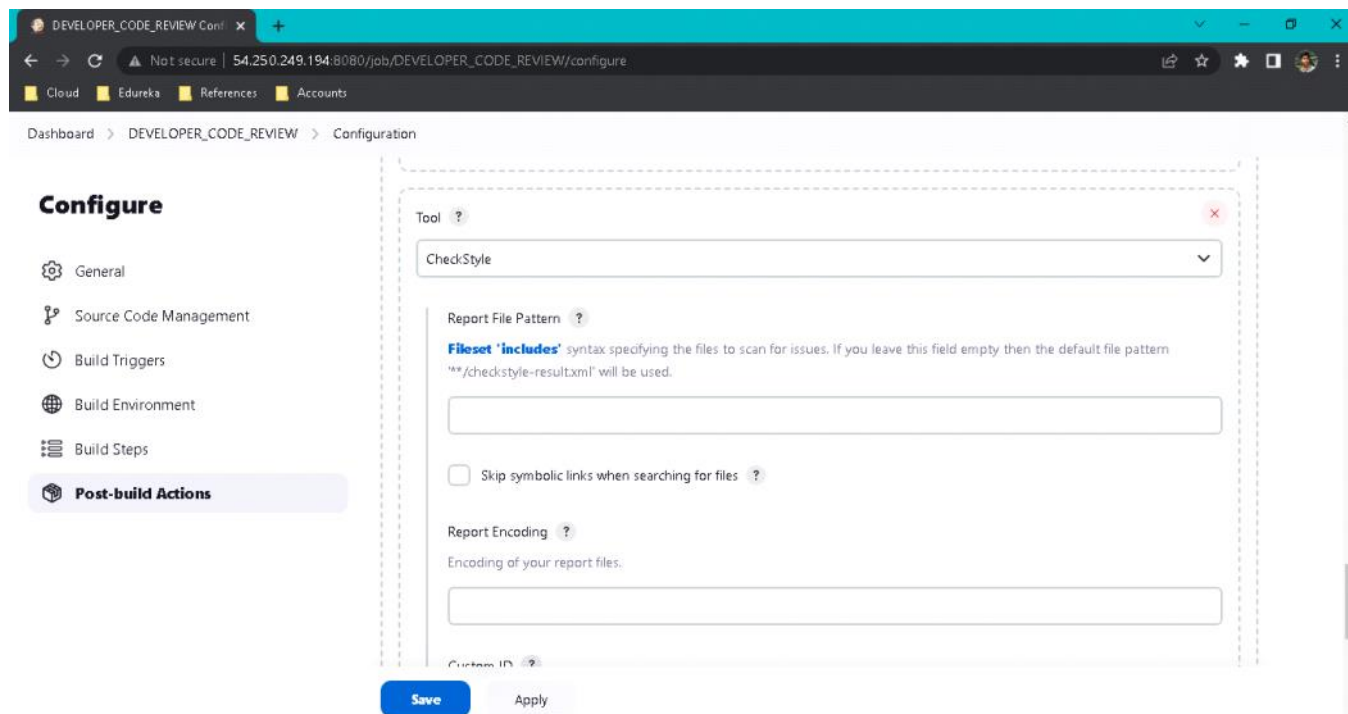 DEVELOPER_CODE_REVIEW Conf
Not secure | 54.250.249.194:8080/job/DEVELOPER_CODE_REVIEW/configure
Cloud Edureka References Accounts
Dashboard > DEVELOPER_CODE_REVIEW > Configuration
Configure
General
Source Code Management
Build Triggers
Build Environment
Build Steps
Post-build Actions
Tool ?
CheckStyle
Report File Pattern ?
Fileset 'includes' syntax specifying the files to scan for issues. If you leave this field empty then the default file pattern
'**/checkstyle-result.xml' will be used.
Skip symbolic links when searching for files ?
Report Encoding ?
Encoding of your report files.
Custom ID ?
Save Apply